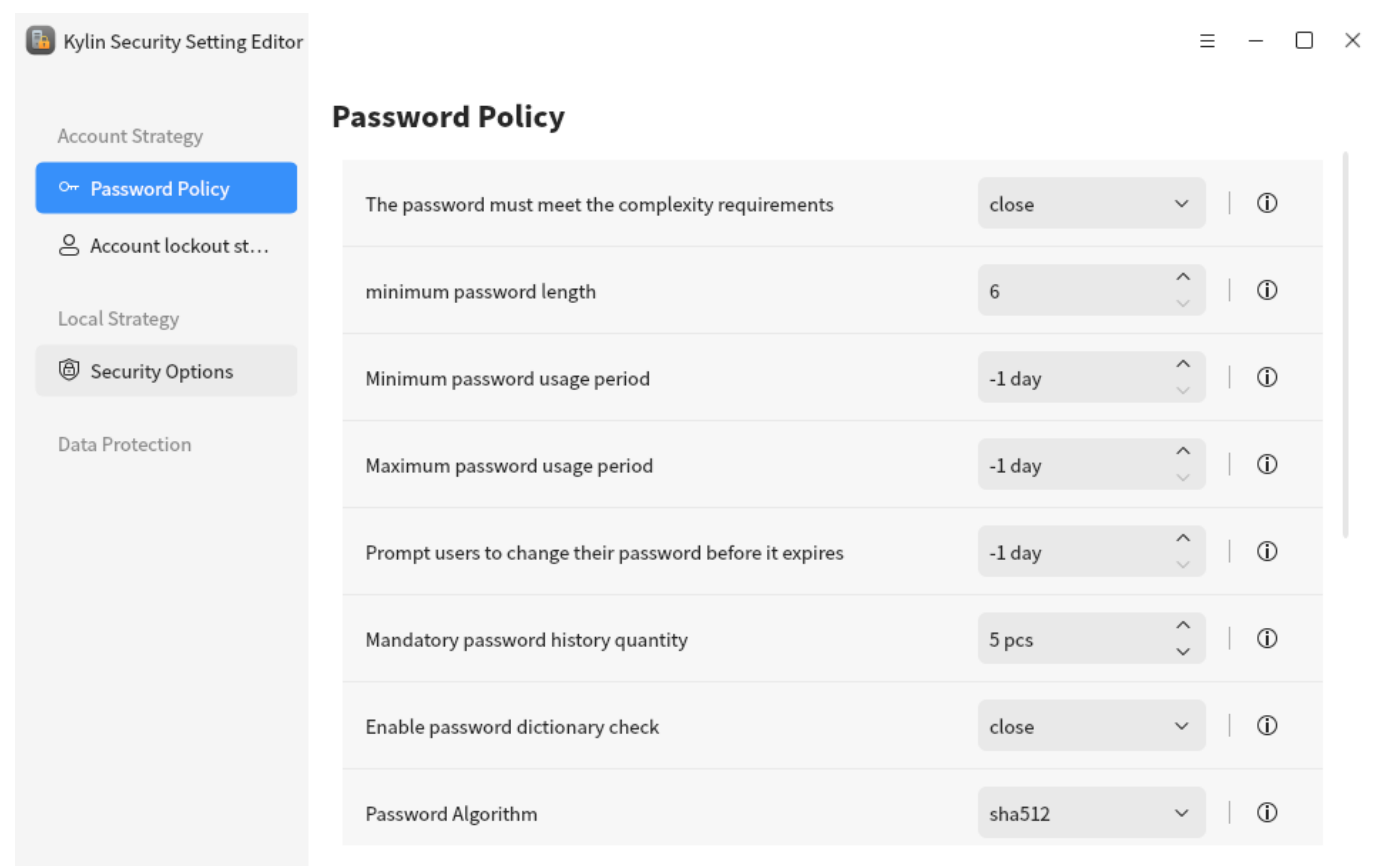 Kylin Security Setting Editor
Account Strategy
Password Policy
Account lockout st...
Local Strategy
Security Options
Data Protection
Password Policy
The password must meet the complexity requirements close
minimum password length 6
Minimum password usage period -1 day
Maximum password usage period -1 day
Prompt users to change their password before it expires -1 day
Mandatory password history quantity 5 pcs
Enable password dictionary check close
Password Algorithm sha512